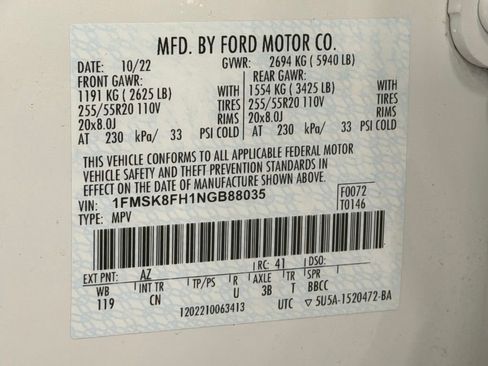 MFD. BY FORD MOTOR CO.
DATE: 10/22 GVWR: 2694 KG ( 5940 LB)
FRONT GAWR: REAR GAWR:
1191 KG ( 2625 LB) WITH 1554 KG ( 3425 LB) WITH
255/55R20 110V TIRES 255/55R20 110V TIRES
20x8.0J RIMS 20x8.0J RIMS
AT 230 kPa/ 33 PSI COLD AT 230 kPa/ 33 PSI COLD
THIS VEHICLE CONFORMS TO ALL APPLICABLE FEDERAL MOTOR
VEHICLE SAFETY AND THEFT PREVENTION STANDARDS IN
EFFECT ON THE DATE OF MANUFACTURE SHOWN ABOVE.
VIN: 1FMSK8FH1NGB88035 F0072
TYPE: MPV T0146
EXT PNT: AZ RC: 41 DSO:
WB INT TR TP/PS R AXLE TR SPR
119 CN U 3B T BBCC
1202210063413 UTC ▽ 5U5A-1520472-BA